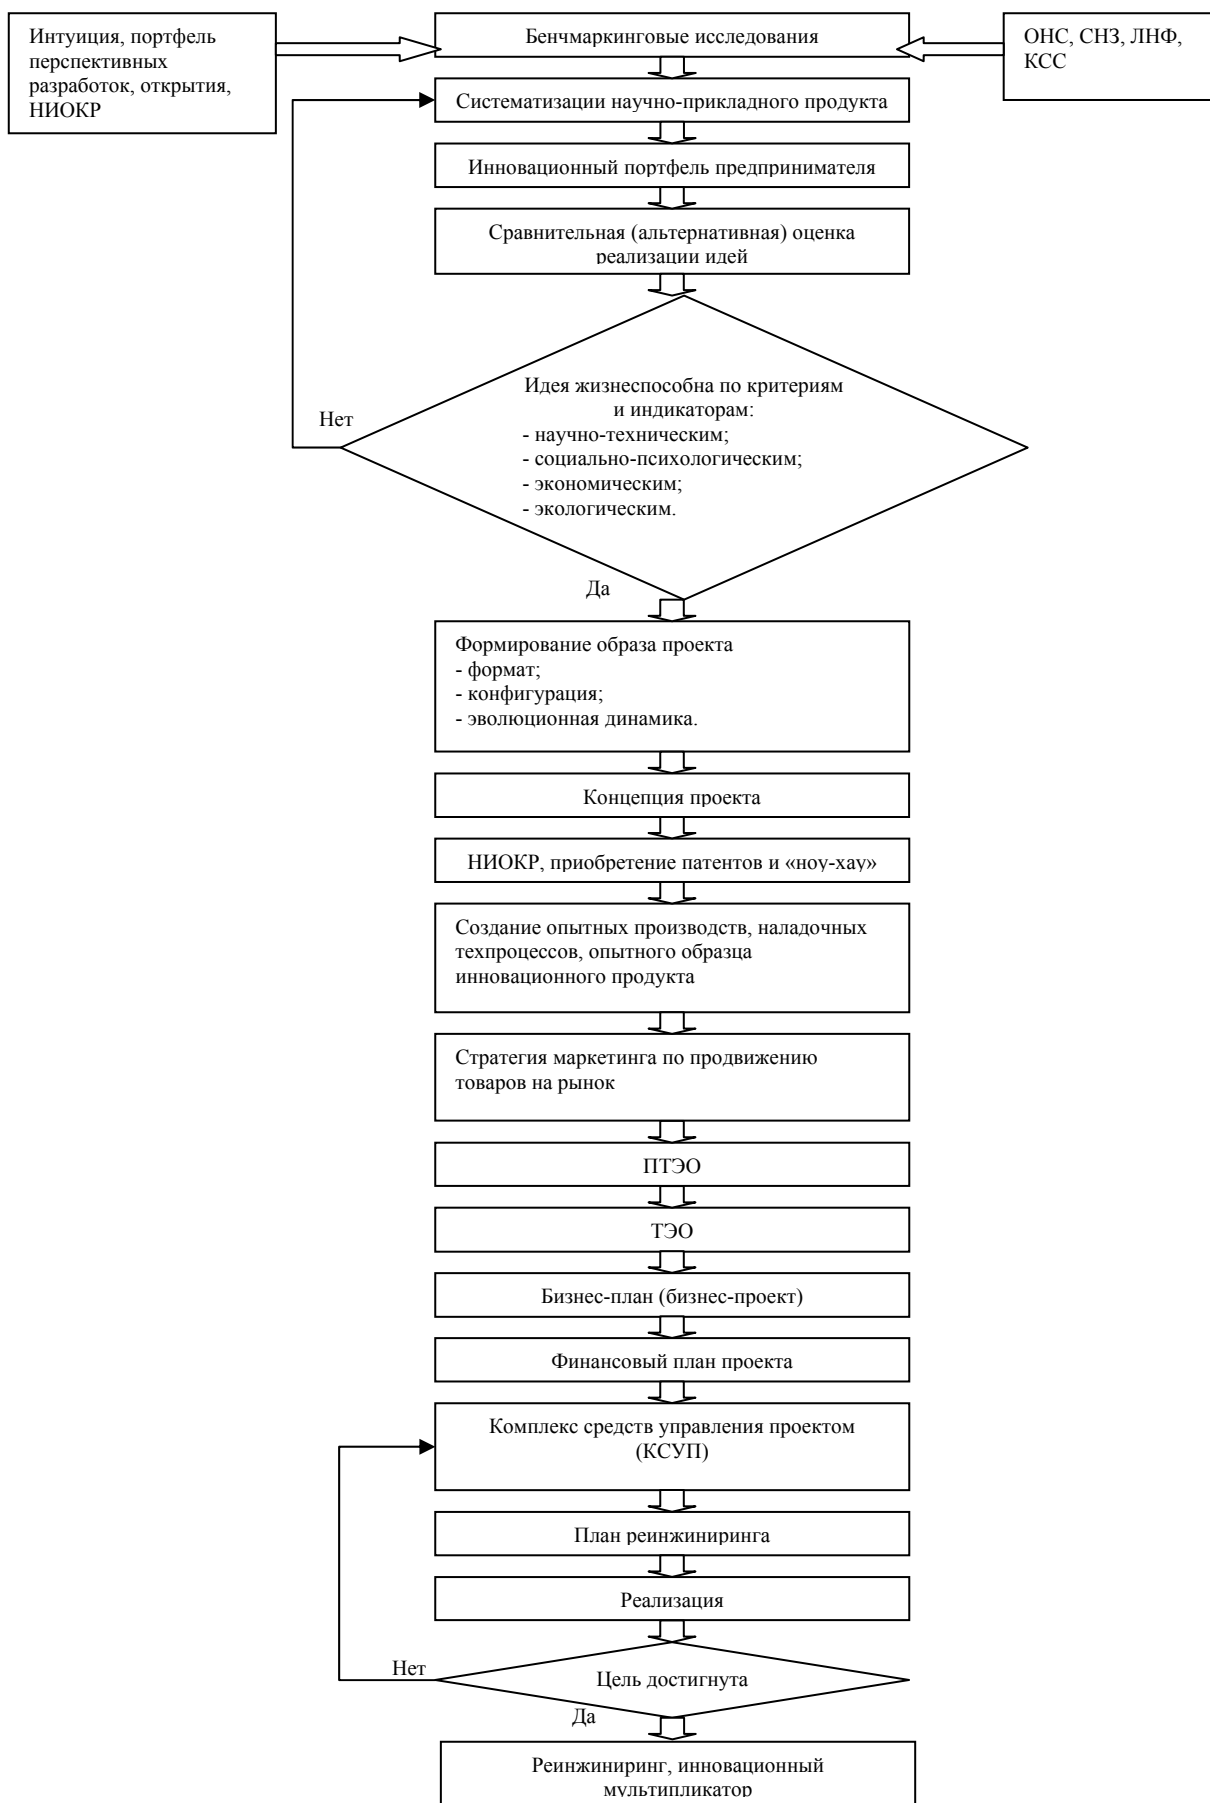 Интуиция, портфель
перспективных
разработок, открытия,
НИОКР
Бенчмаркинговые исследования
ОНС, СНЗ, ЛНФ,
КСС
Систематизации научно-прикладного продукта
Инновационный портфель предпринимателя
Сравнительная (альтернативная) оценка
реализации идей
Идея жизнеспособна по критериям
и индикаторам:
- научно-техническим;
- социально-психологическим;
- экономическим;
- экологическим.
Нет
Да
Формирование образа проекта
- формат;
- конфигурация;
- эволюционная динамика.
Концепция проекта
НИОКР, приобретение патентов и «ноу-хау»
Создание опытных производств, наладочных
техпроцессов, опытного образца
инновационного продукта
Стратегия маркетинга по продвижению
товаров на рынок
ПТЭО
ТЭО
Бизнес-план (бизнес-проект)
Финансовый план проекта
Комплекс средств управления проектом
(КСУП)
План реинжиниринга
Реализация
Нет
Цель достигнута
Да
Реинжиниринг, инновационный
мультипликатор